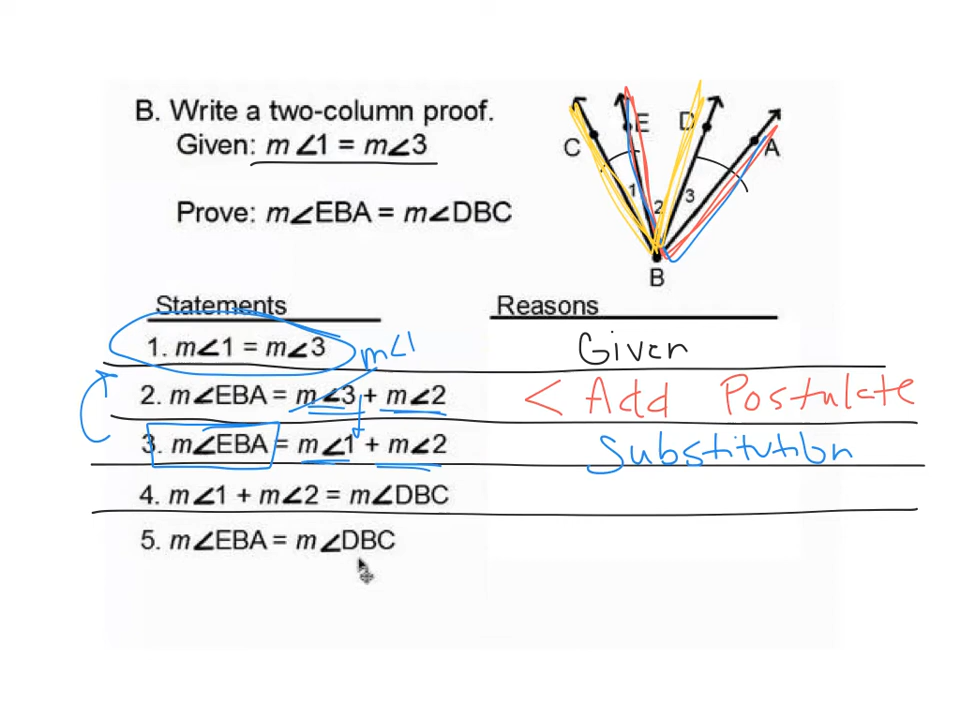 B. Write a two-column proof.
Given: m∠1 = m∠3
Prove: m∠EBA = m∠DBC
C
E
D
A
1
2
3
B
Statements
Reasons
1. m∠1 = m∠3
m∠1
Given
2. m∠EBA = m∠3 + m∠2
< Add Postulate
3. m∠EBA = m∠1 + m∠2
Substitution
4. m∠1 + m∠2 = m∠DBC
5. m∠EBA = m∠DBC